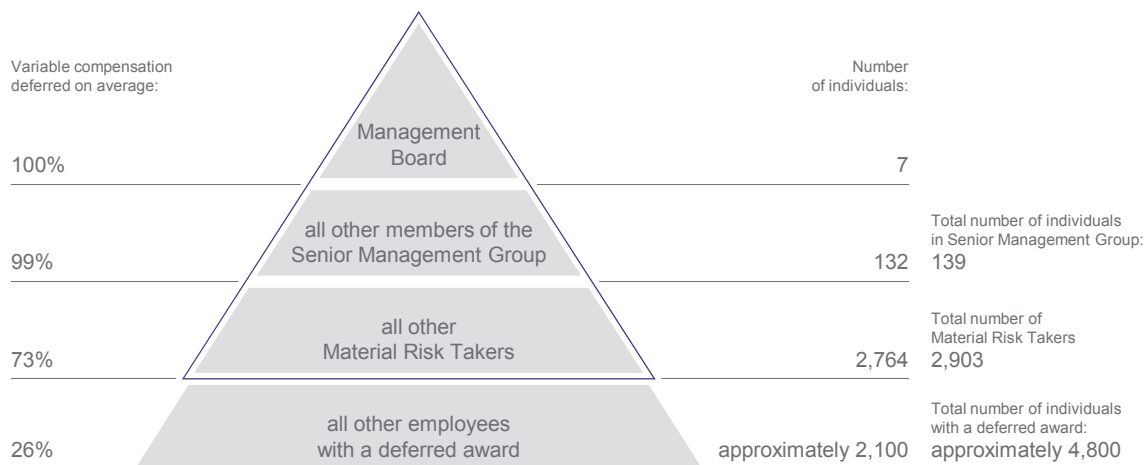 Variable compensation
deferred on average:
Number
of individuals:
Management
Board
100%
7
all other members of the
Senior Management Group
99%
132
Total number of individuals
in Senior Management Group:
139
all other
Material Risk Takers
73%
2,764
Total number of
Material Risk Takers
2,903
all other employees
with a deferred award
26%
approximately 2,100
Total number of individuals
with a deferred award:
approximately 4,800